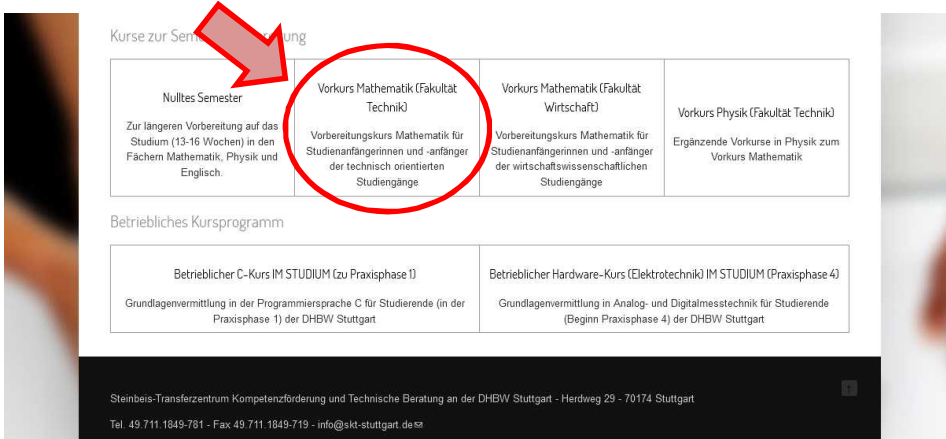 Kurse zur Sem ung
Nulltes Semester
Zur längeren Vorbereitung auf das
Studium (13-16 Wochen) in den
Fächern Mathematik, Physik und
Englisch.
Vorkurs Mathematik (Fakultät
Technik)
Vorbereitungskurs Mathematik für
Studienanfängerinnen und -anfänger
der technisch orientierten
Studiengänge
Vorkurs Mathematik (Fakultät
Wirtschaft)
Vorbereitungskurs Mathematik für
Studienanfängerinnen und -anfänger
der wirtschaftswissenschaftlichen
Studiengänge
Vorkurs Physik (Fakultät Technik)
Ergänzende Vorkurse in Physik zum
Vorkurs Mathematik
Betriebliches Kursprogramm
Betrieblicher C-Kurs IM STUDIUM (zu Praxisphase 1)
Grundlagenvermittlung in der Programmiersprache C für Studierende (in der
Praxisphase 1) der DHBW Stuttgart
Betrieblicher Hardware-Kurs (Elektrotechnik) IM STUDIUM (Praxisphase 4)
Grundlagenvermittlung in Analog- und Digitalmesstechnik für Studierende
(Beginn Praxisphase 4) der DHBW Stuttgart
Steinbeis-Transferzentrum Kompetenzförderung und Technische Beratung an der DHBW Stuttgart - Herdweg 29 - 70174 Stuttgart
Tel. 49.711.1849-781 - Fax 49.711.1849-719 - info@skt-stuttgart.de